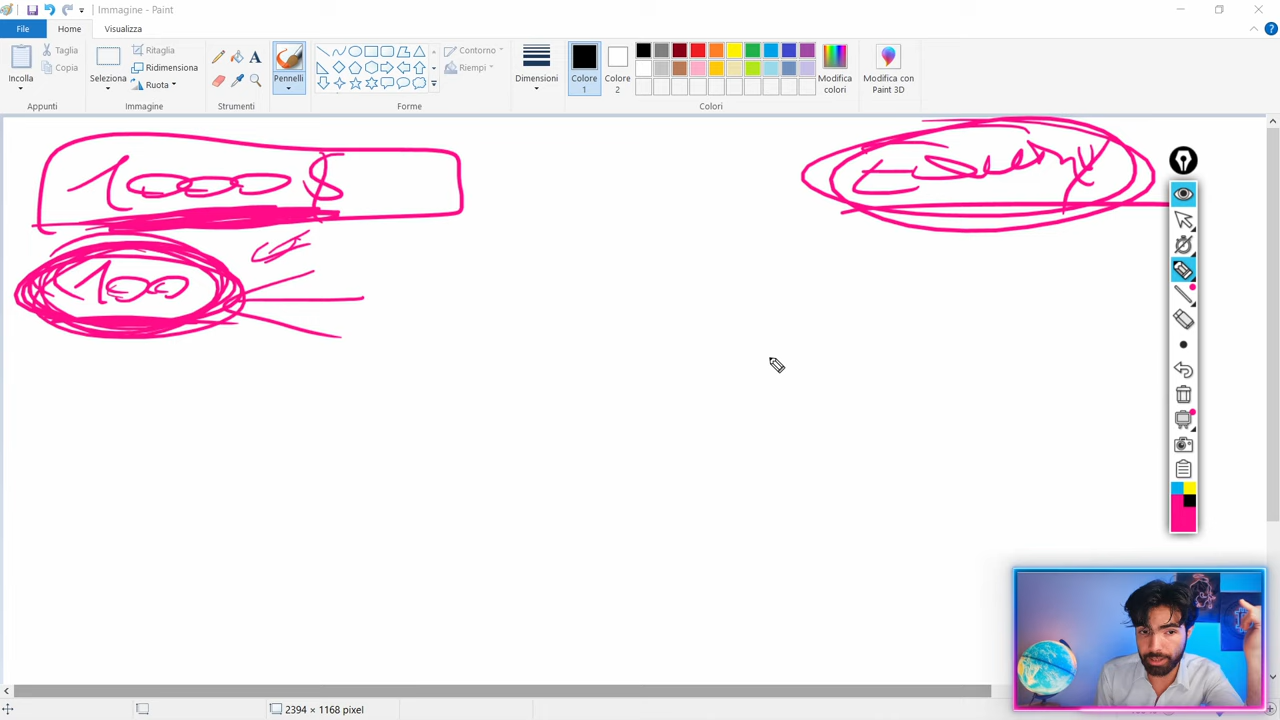 Immagine - Paint
File Home Visualizza
Incolla
Taglia
Copia
Appunti
Seleziona
Ritaglia
Ridimensiona
Ruota
Immagine
Strumenti
Pennelli
Contorno
Riempi
Forme
Dimensioni
Colore 1
Colore 2
Modifica colori
Colori
Modifica con Paint 3D
1000 $
Equity
100
2394 × 1168 pixel